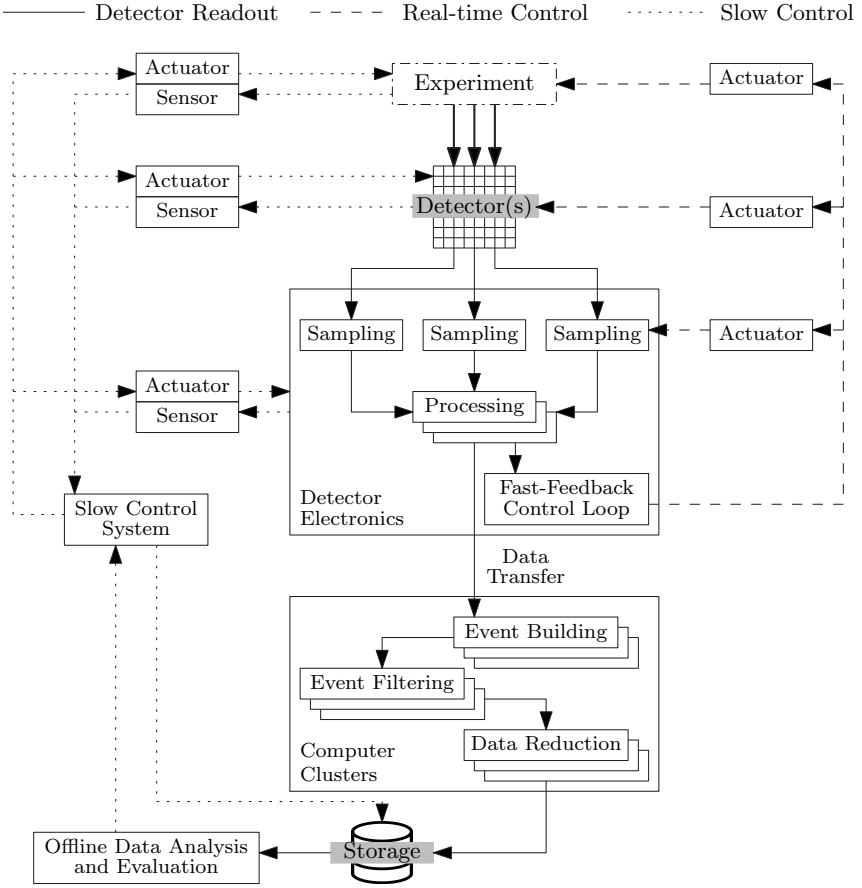 Detector Readout
Real-time Control
Slow Control
Actuator
Sensor
Experiment
Actuator
Actuator
Sensor
Detector(s)
Actuator
Sampling
Sampling
Sampling
Actuator
Actuator
Sensor
Processing
Detector
Electronics
Fast-Feedback
Control Loop
Slow Control
System
Data
Transfer
Event Building
Event Filtering
Data Reduction
Computer
Clusters
Storage
Offline Data Analysis
and Evaluation